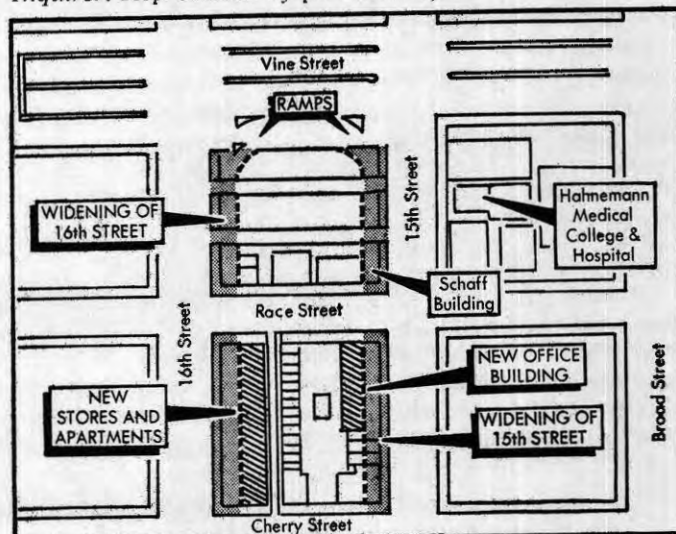 Vine Street
RAMPS
WIDENING OF
16th STREET
15th Street
Hahnemann
Medical
College &
Hospital
Schaff
Building
Race Street
16th Street
NEW
STORES AND
APARTMENTS
NEW OFFICE
BUILDING
WIDENING OF
15th STREET
Broad Street
Cherry Street